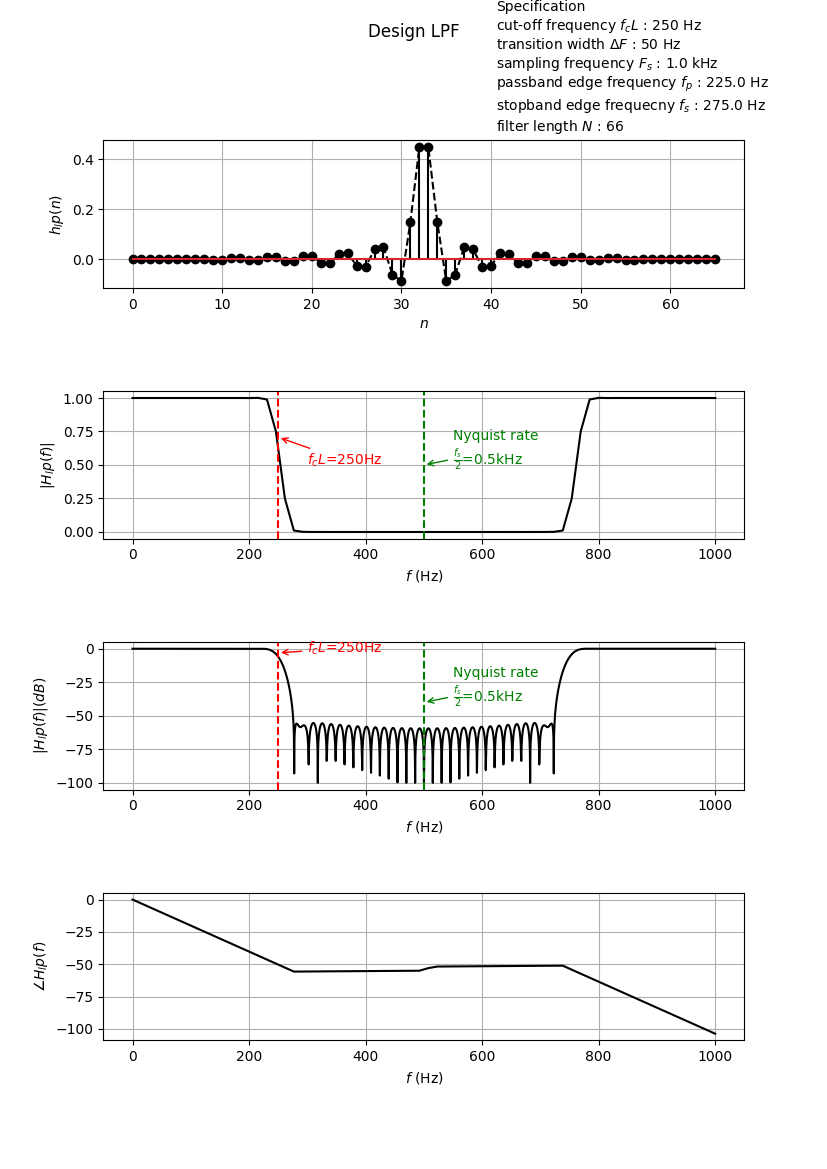 Design LPF
Specification
cut-off frequency f_cL : 250 Hz
transition width ΔF : 50 Hz
sampling frequency F_s : 1.0 kHz
passband edge frequency f_p : 225.0 Hz
stopband edge frequecny f_s : 275.0 Hz
filter length N : 66
0.4
0.2
0.0
h_lp(n)
0 10 20 30 40 50 60
n
1.00
0.75
0.50
0.25
0.00
|H_lp(f)|
f_cL=250Hz
Nyquist rate
f_s/2=0.5kHz
0 200 400 600 800 1000
f (Hz)
0
−25
−50
−75
−100
|H_lp(f)|(dB)
f_cL=250Hz
Nyquist rate
f_s/2=0.5kHz
0 200 400 600 800 1000
f (Hz)
0
−25
−50
−75
−100
∠H_lp(f)
0 200 400 600 800 1000
f (Hz)